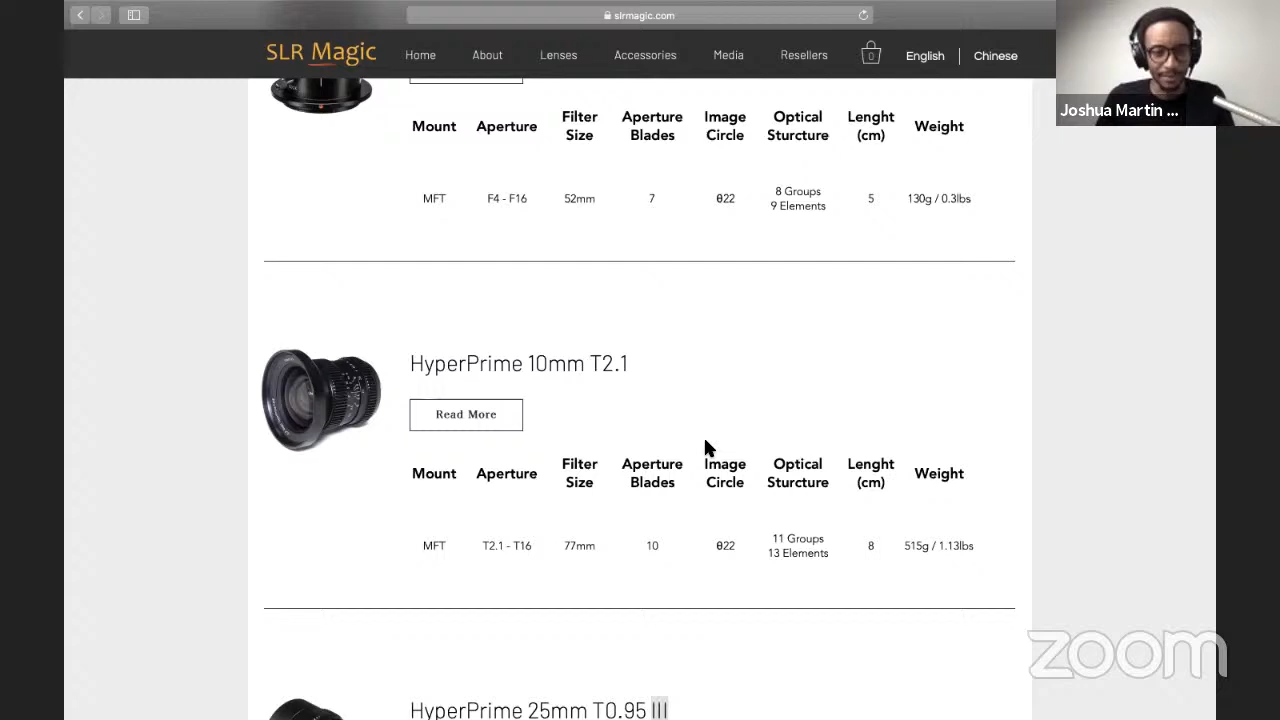 slrmagic.com
SLR Magic
Home About Lenses Accessories Media Resellers 0 English Chinese
Joshua Martin ...
Mount Aperture Filter Size Aperture Blades Image Circle Optical Sturcture Lenght (cm) Weight
MFT F4 - F16 52mm 7 θ22 8 Groups 9 Elements 5 130g / 0.3lbs
HyperPrime 10mm T2.1
Read More
Mount Aperture Filter Size Aperture Blades Image Circle Optical Sturcture Lenght (cm) Weight
MFT T2.1 - T16 77mm 10 θ22 11 Groups 13 Elements 8 515g / 1.13lbs
HyperPrime 25mm T0.95 III
zoom